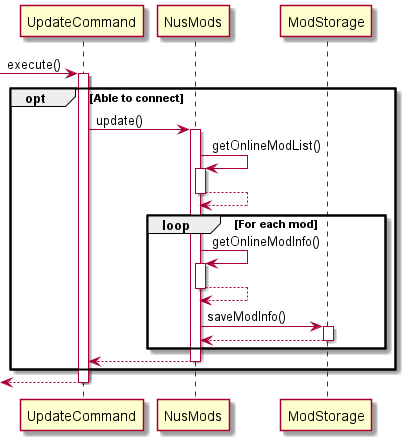 UpdateCommand NusMods ModStorage
execute()
opt [Able to connect]
update()
getOnlineModList()
loop [For each mod]
getOnlineModInfo()
saveModInfo()
UpdateCommand NusMods ModStorage